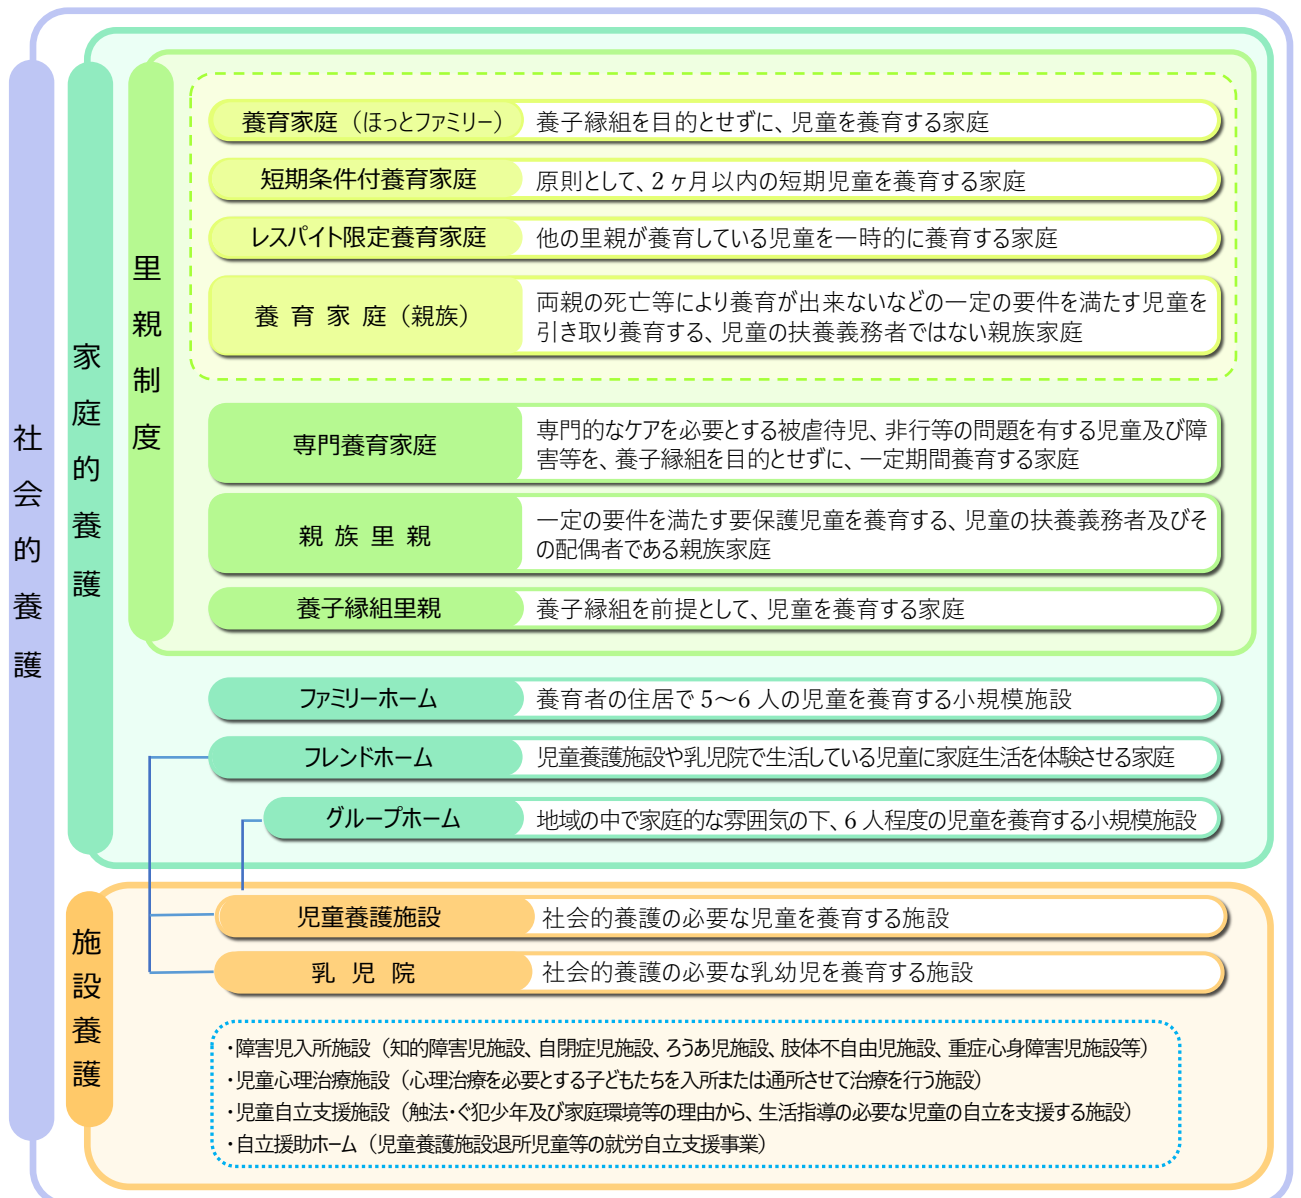 社会的養護
家庭的養護
里親制度
養育家庭（ほっとファミリー）
養子縁組を目的とせずに、児童を養育する家庭
短期条件付養育家庭
原則として、2ヶ月以内の短期児童を養育する家庭
レスパイト限定養育家庭
他の里親が養育している児童を一時的に養育する家庭
養育家庭（親族）
両親の死亡等により養育が出来ないなどの一定の要件を満たす児童を
引き取り養育する、児童の扶養義務者ではない親族家庭
専門養育家庭
専門的なケアを必要とする被虐待児、非行等の問題を有する児童及び障
害等を、養子縁組を目的とせずに、一定期間養育する家庭
親族里親
一定の要件を満たす要保護児童を養育する、児童の扶養義務者及びそ
の配偶者である親族家庭
養子縁組里親
養子縁組を前提として、児童を養育する家庭
ファミリーホーム
養育者の住居で5～6人の児童を養育する小規模施設
フレンドホーム
児童養護施設や乳児院で生活している児童に家庭生活を体験させる家庭
グループホーム
地域の中で家庭的な雰囲気の下、6人程度の児童を養育する小規模施設
施設養護
児童養護施設
社会的養護の必要な児童を養育する施設
乳児院
社会的養護の必要な乳幼児を養育する施設
・障害児入所施設（知的障害児施設、自閉症児施設、ろうあ児施設、肢体不自由児施設、重症心身障害児施設等）
・児童心理治療施設（心理治療を必要とする子どもたちを入所または通所させて治療を行う施設）
・児童自立支援施設（触法・ぐ犯少年及び家庭環境等の理由から、生活指導の必要な児童の自立を支援する施設）
・自立援助ホーム（児童養護施設退所児童等の就労自立支援事業）